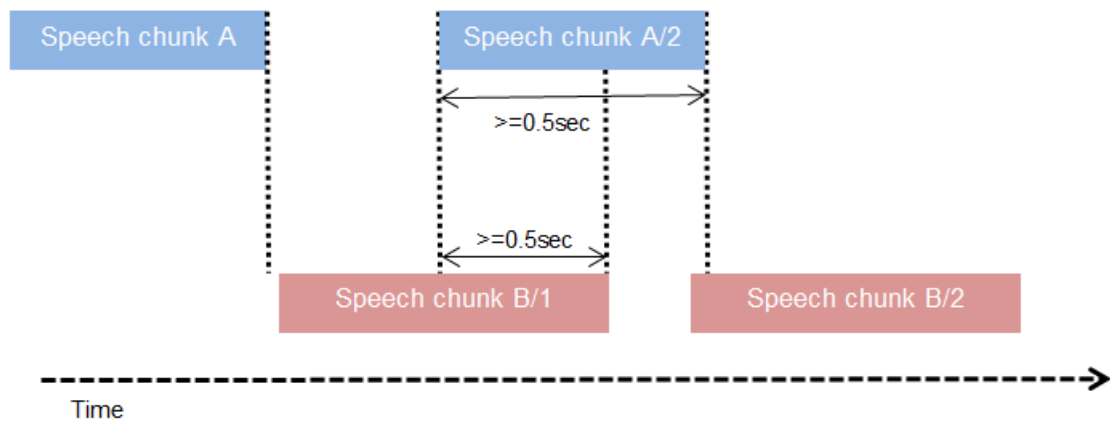 Speech chunk A
Speech chunk A/2
>=0.5sec
>=0.5sec
Speech chunk B/1
Speech chunk B/2
Time